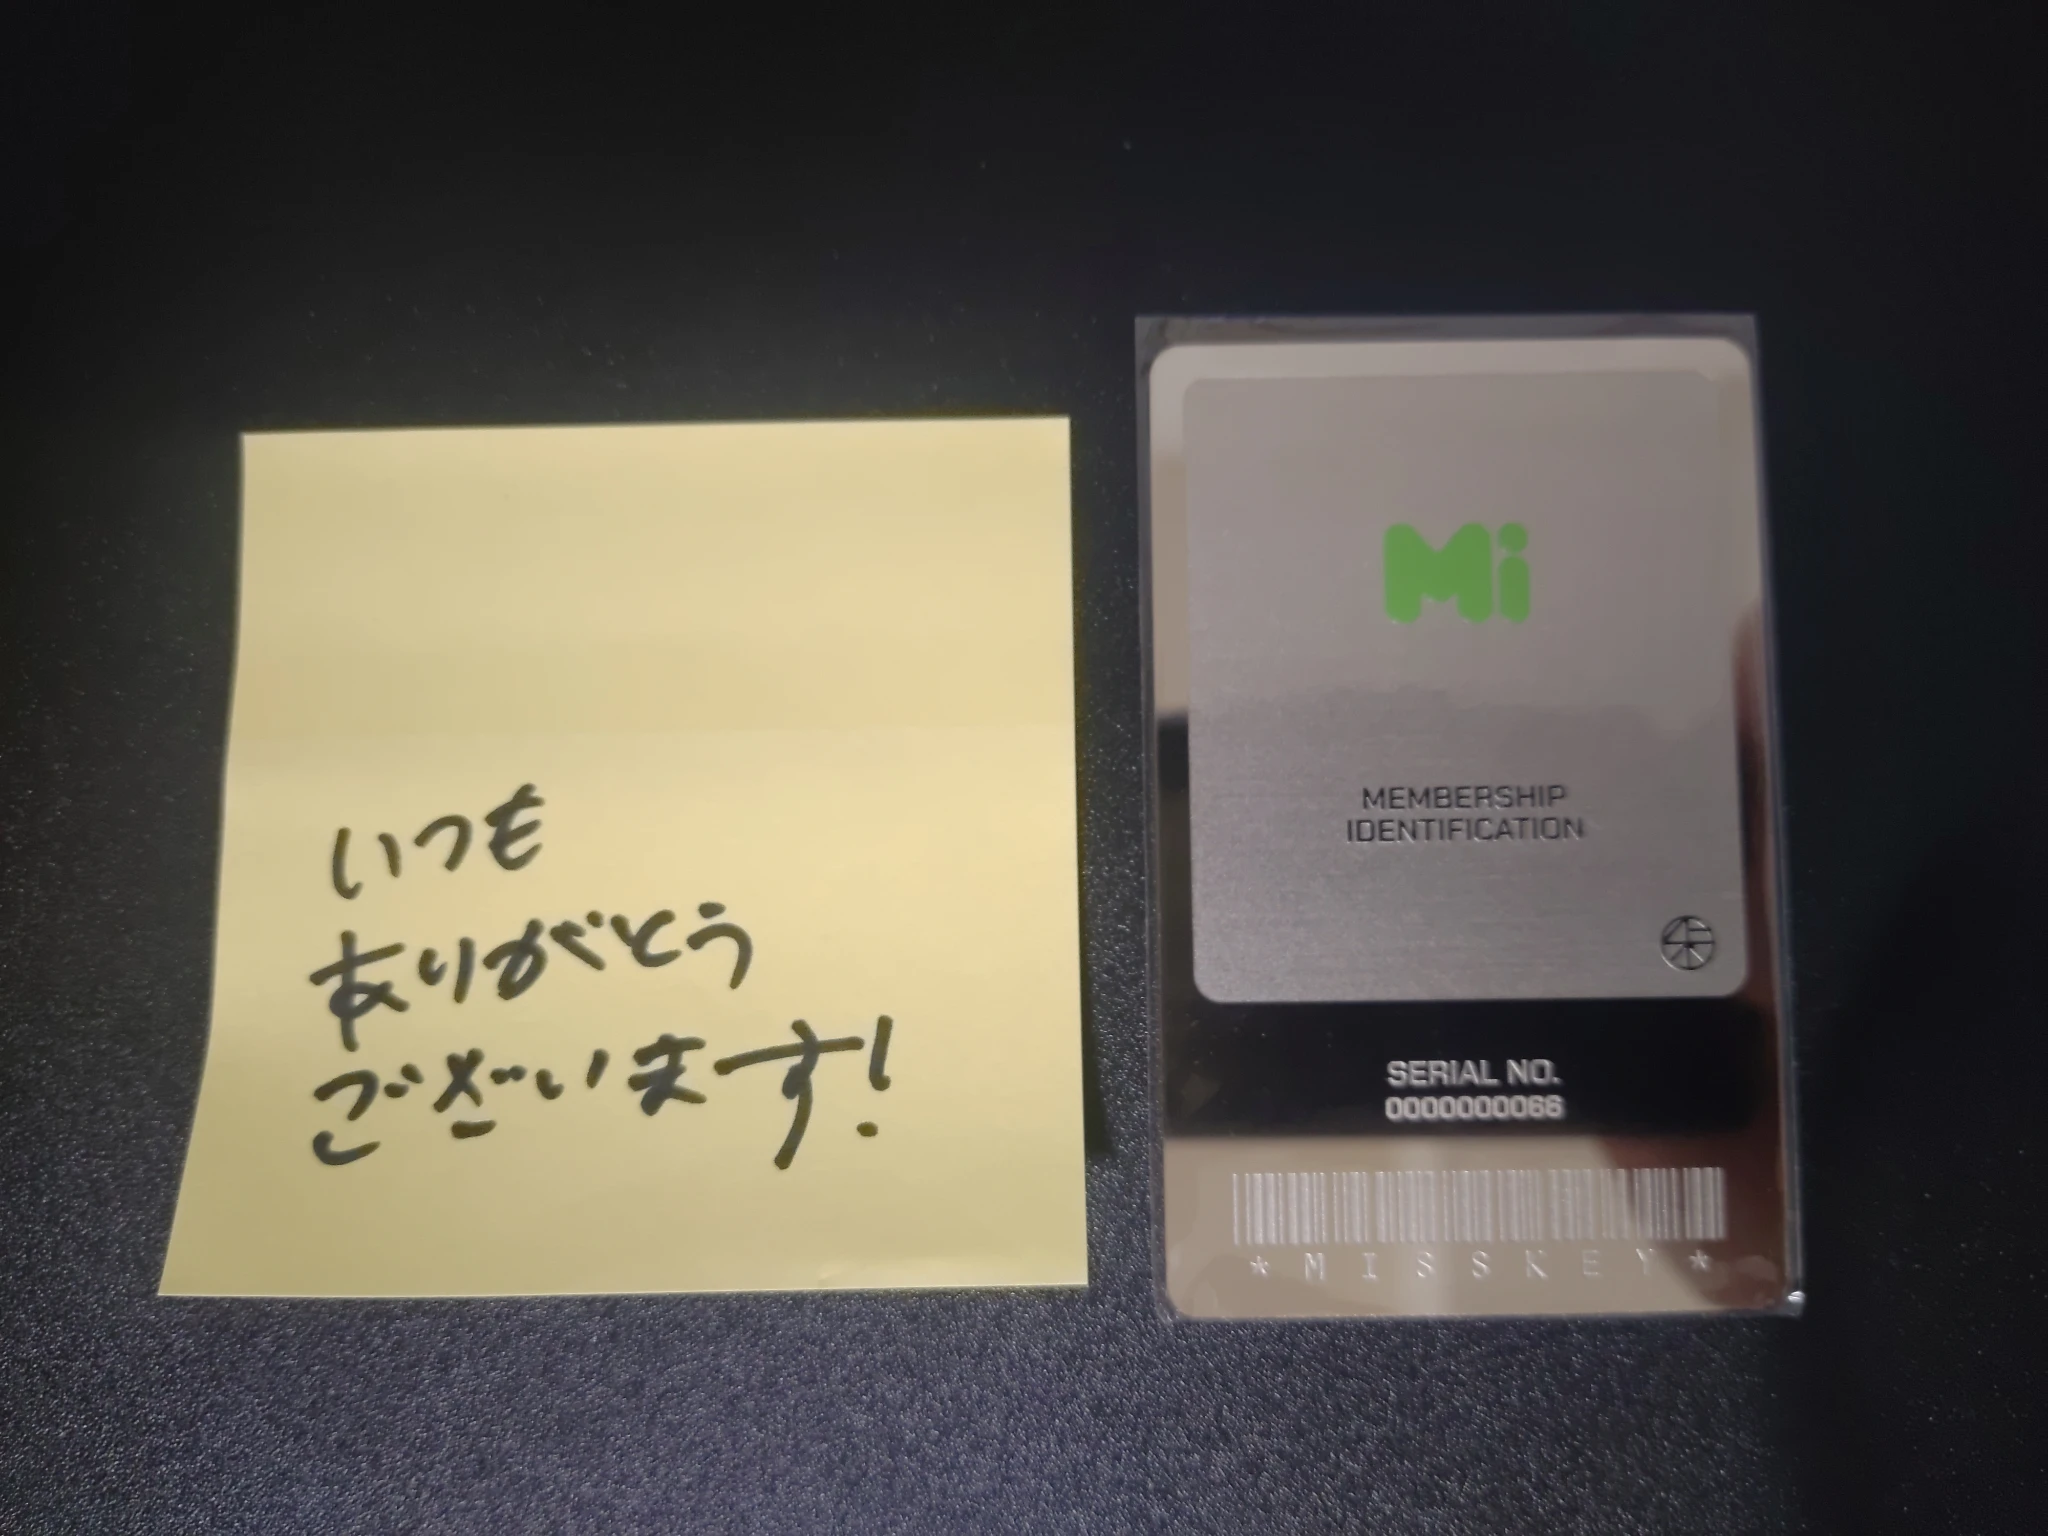 いつも
ありがとう
ございます!
Mi
MEMBERSHIP
IDENTIFICATION
SERIAL NO.
0000000066
*MISSKEY*